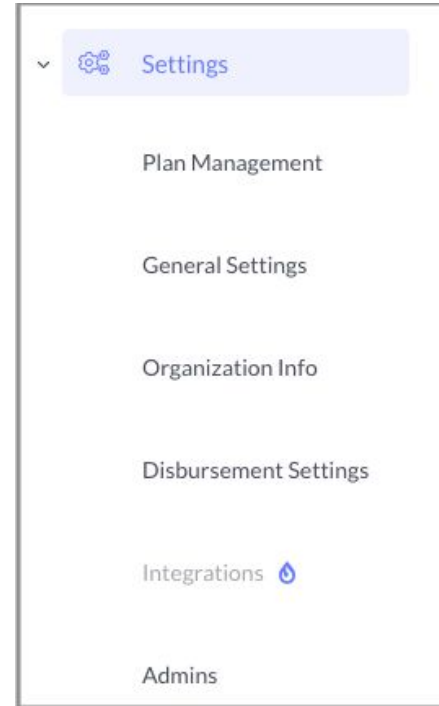 Settings
Plan Management
General Settings
Organization Info
Disbursement Settings
Integrations
Admins